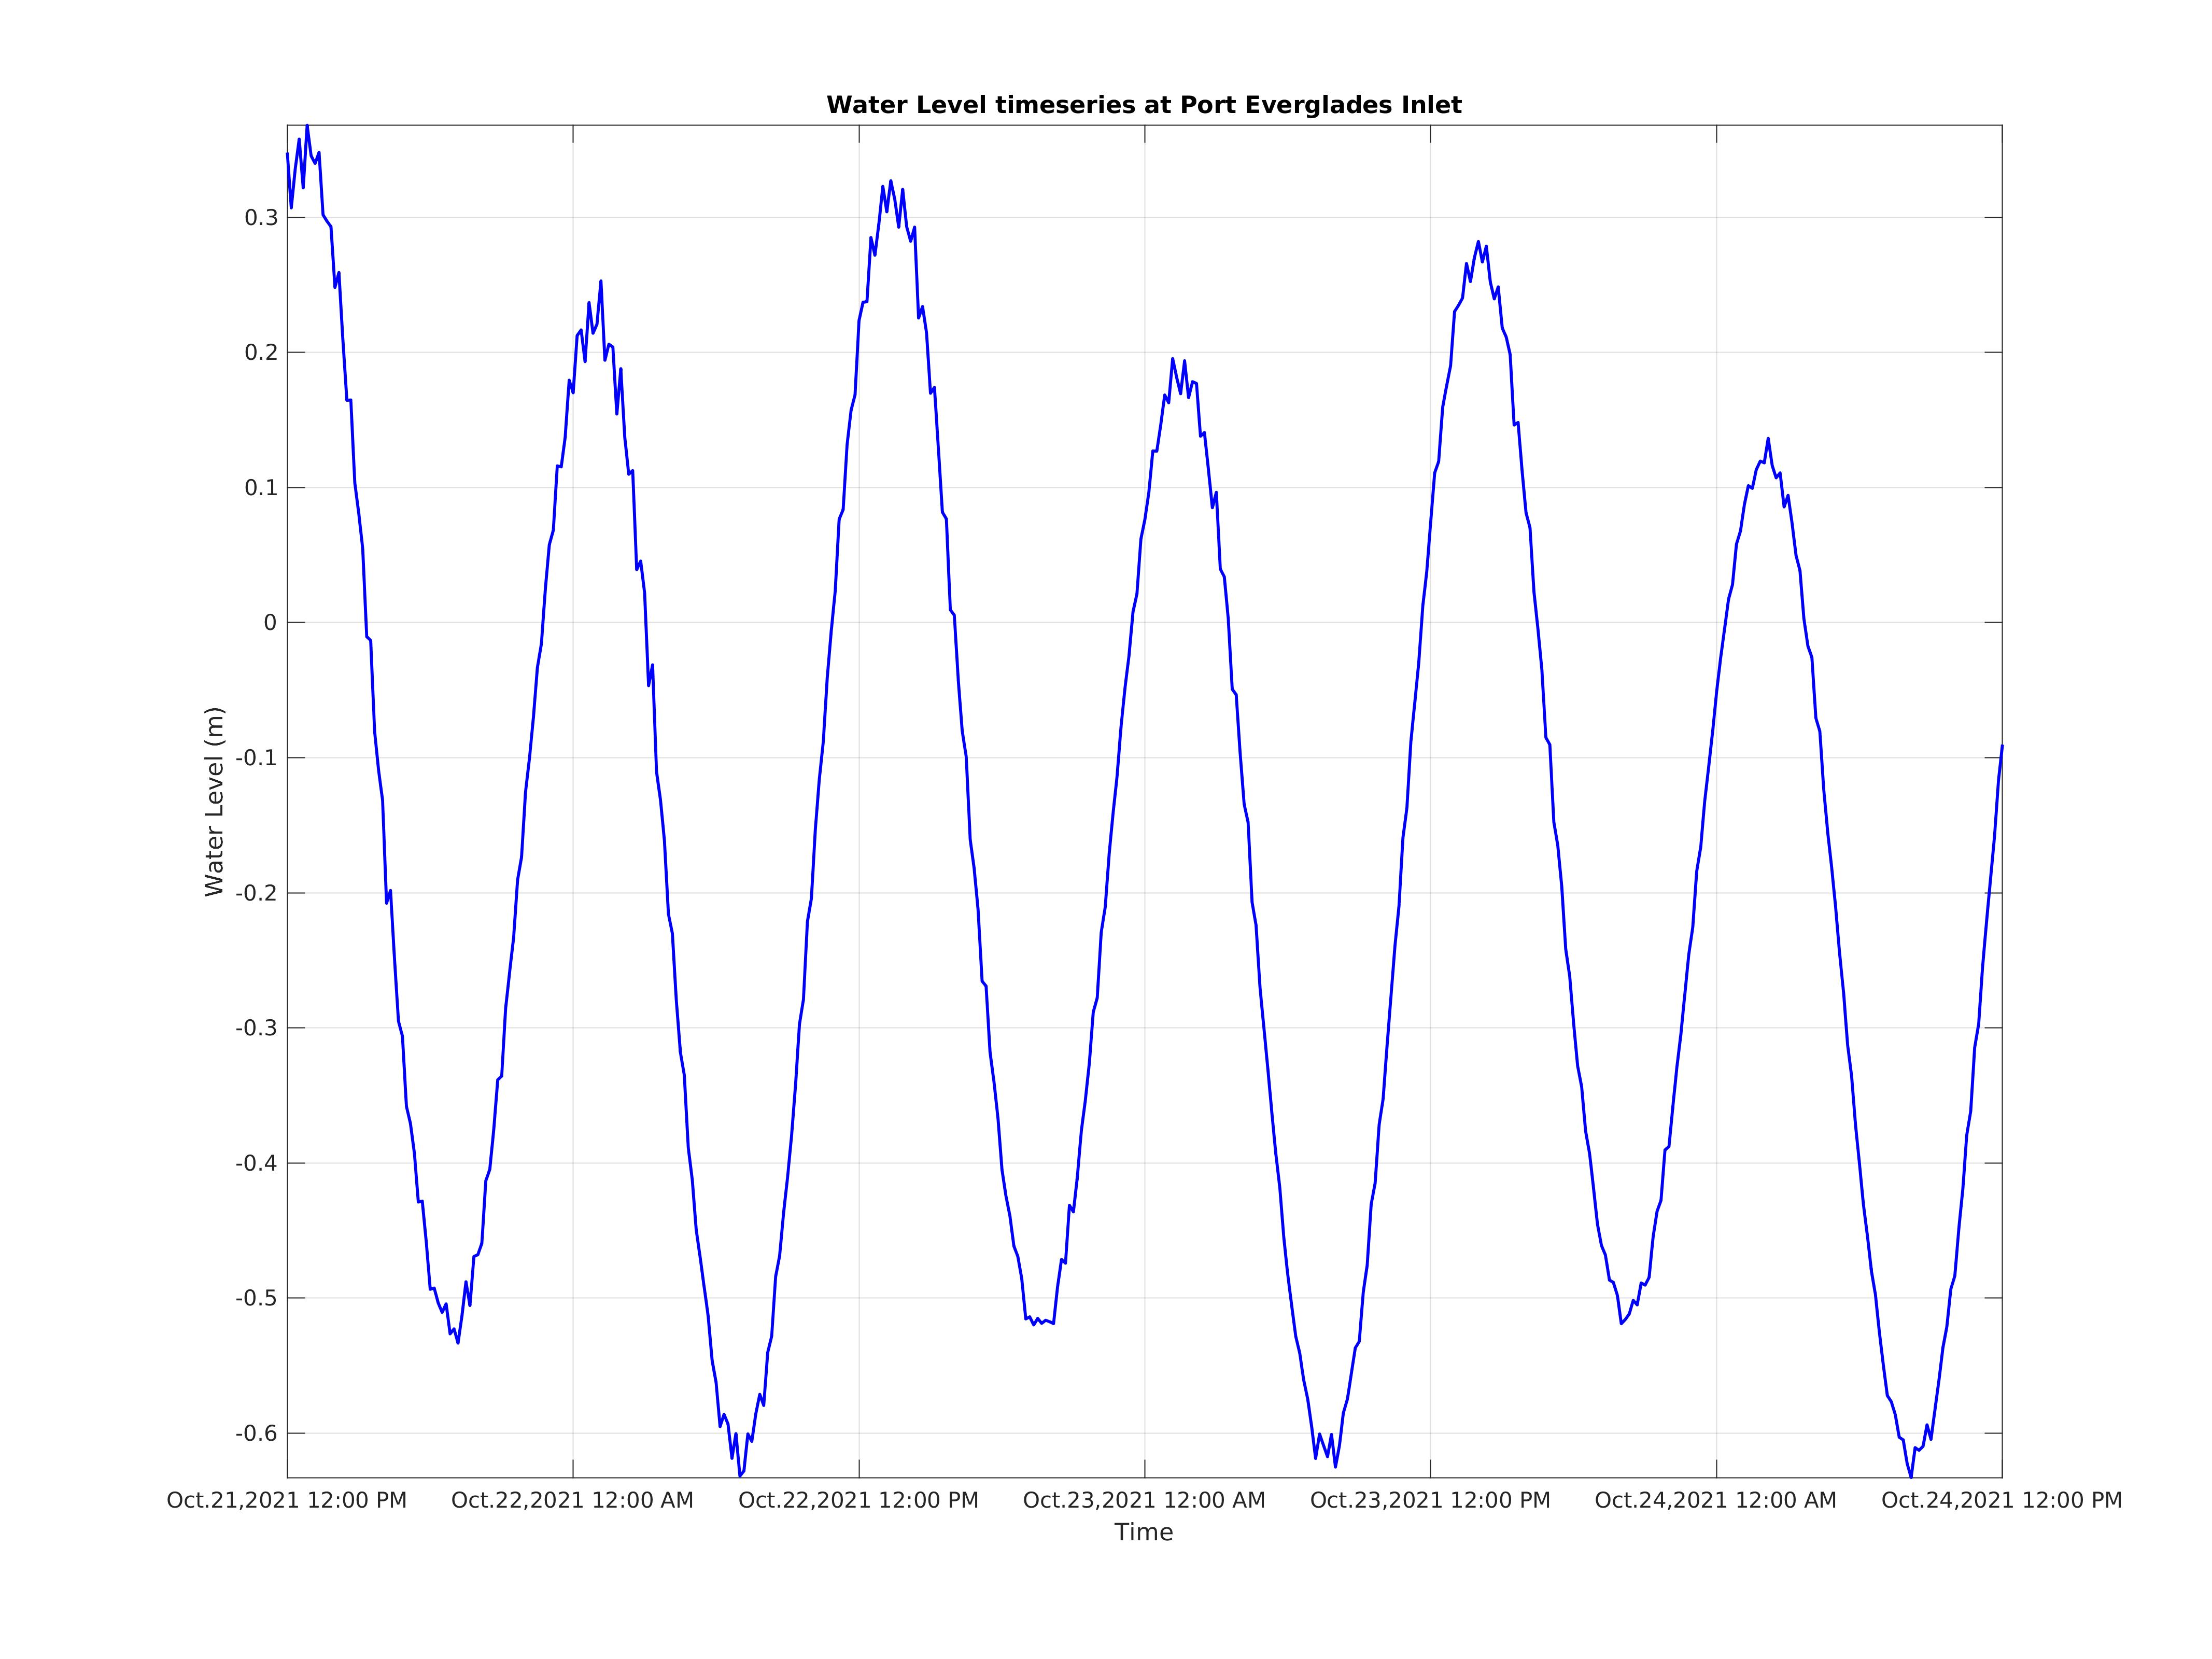 Water Level timeseries at Port Everglades Inlet
0.3
0.2
0.1
0
-0.1
-0.2
-0.3
-0.4
-0.5
-0.6
Water Level (m)
Oct.21,2021 12:00 PM
Oct.22,2021 12:00 AM
Oct.22,2021 12:00 PM
Oct.23,2021 12:00 AM
Oct.23,2021 12:00 PM
Oct.24,2021 12:00 AM
Oct.24,2021 12:00 PM
Time